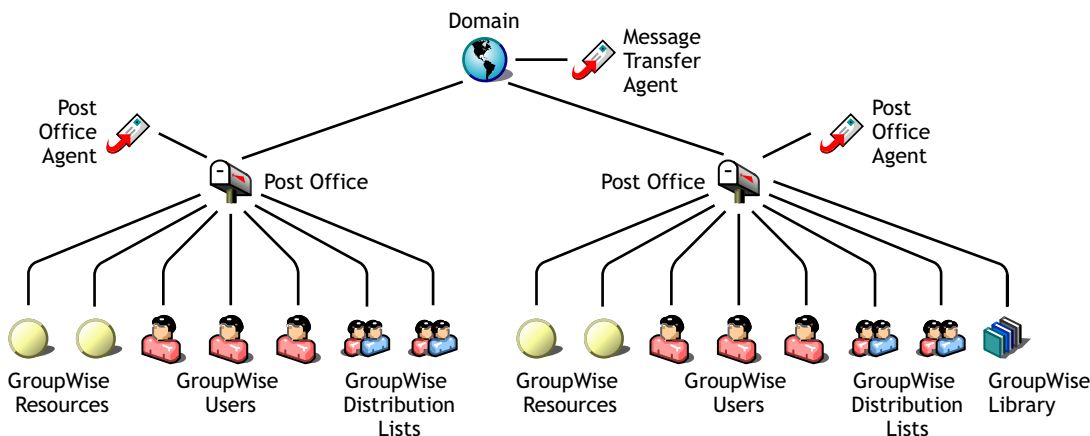 Domain
Message
Transfer
Agent
Post
Office
Agent
Post
Office
Agent
Post Office
Post Office
GroupWise
Resources
GroupWise
Users
GroupWise
Distribution
Lists
GroupWise
Resources
GroupWise
Users
GroupWise
Distribution
Lists
GroupWise
Library